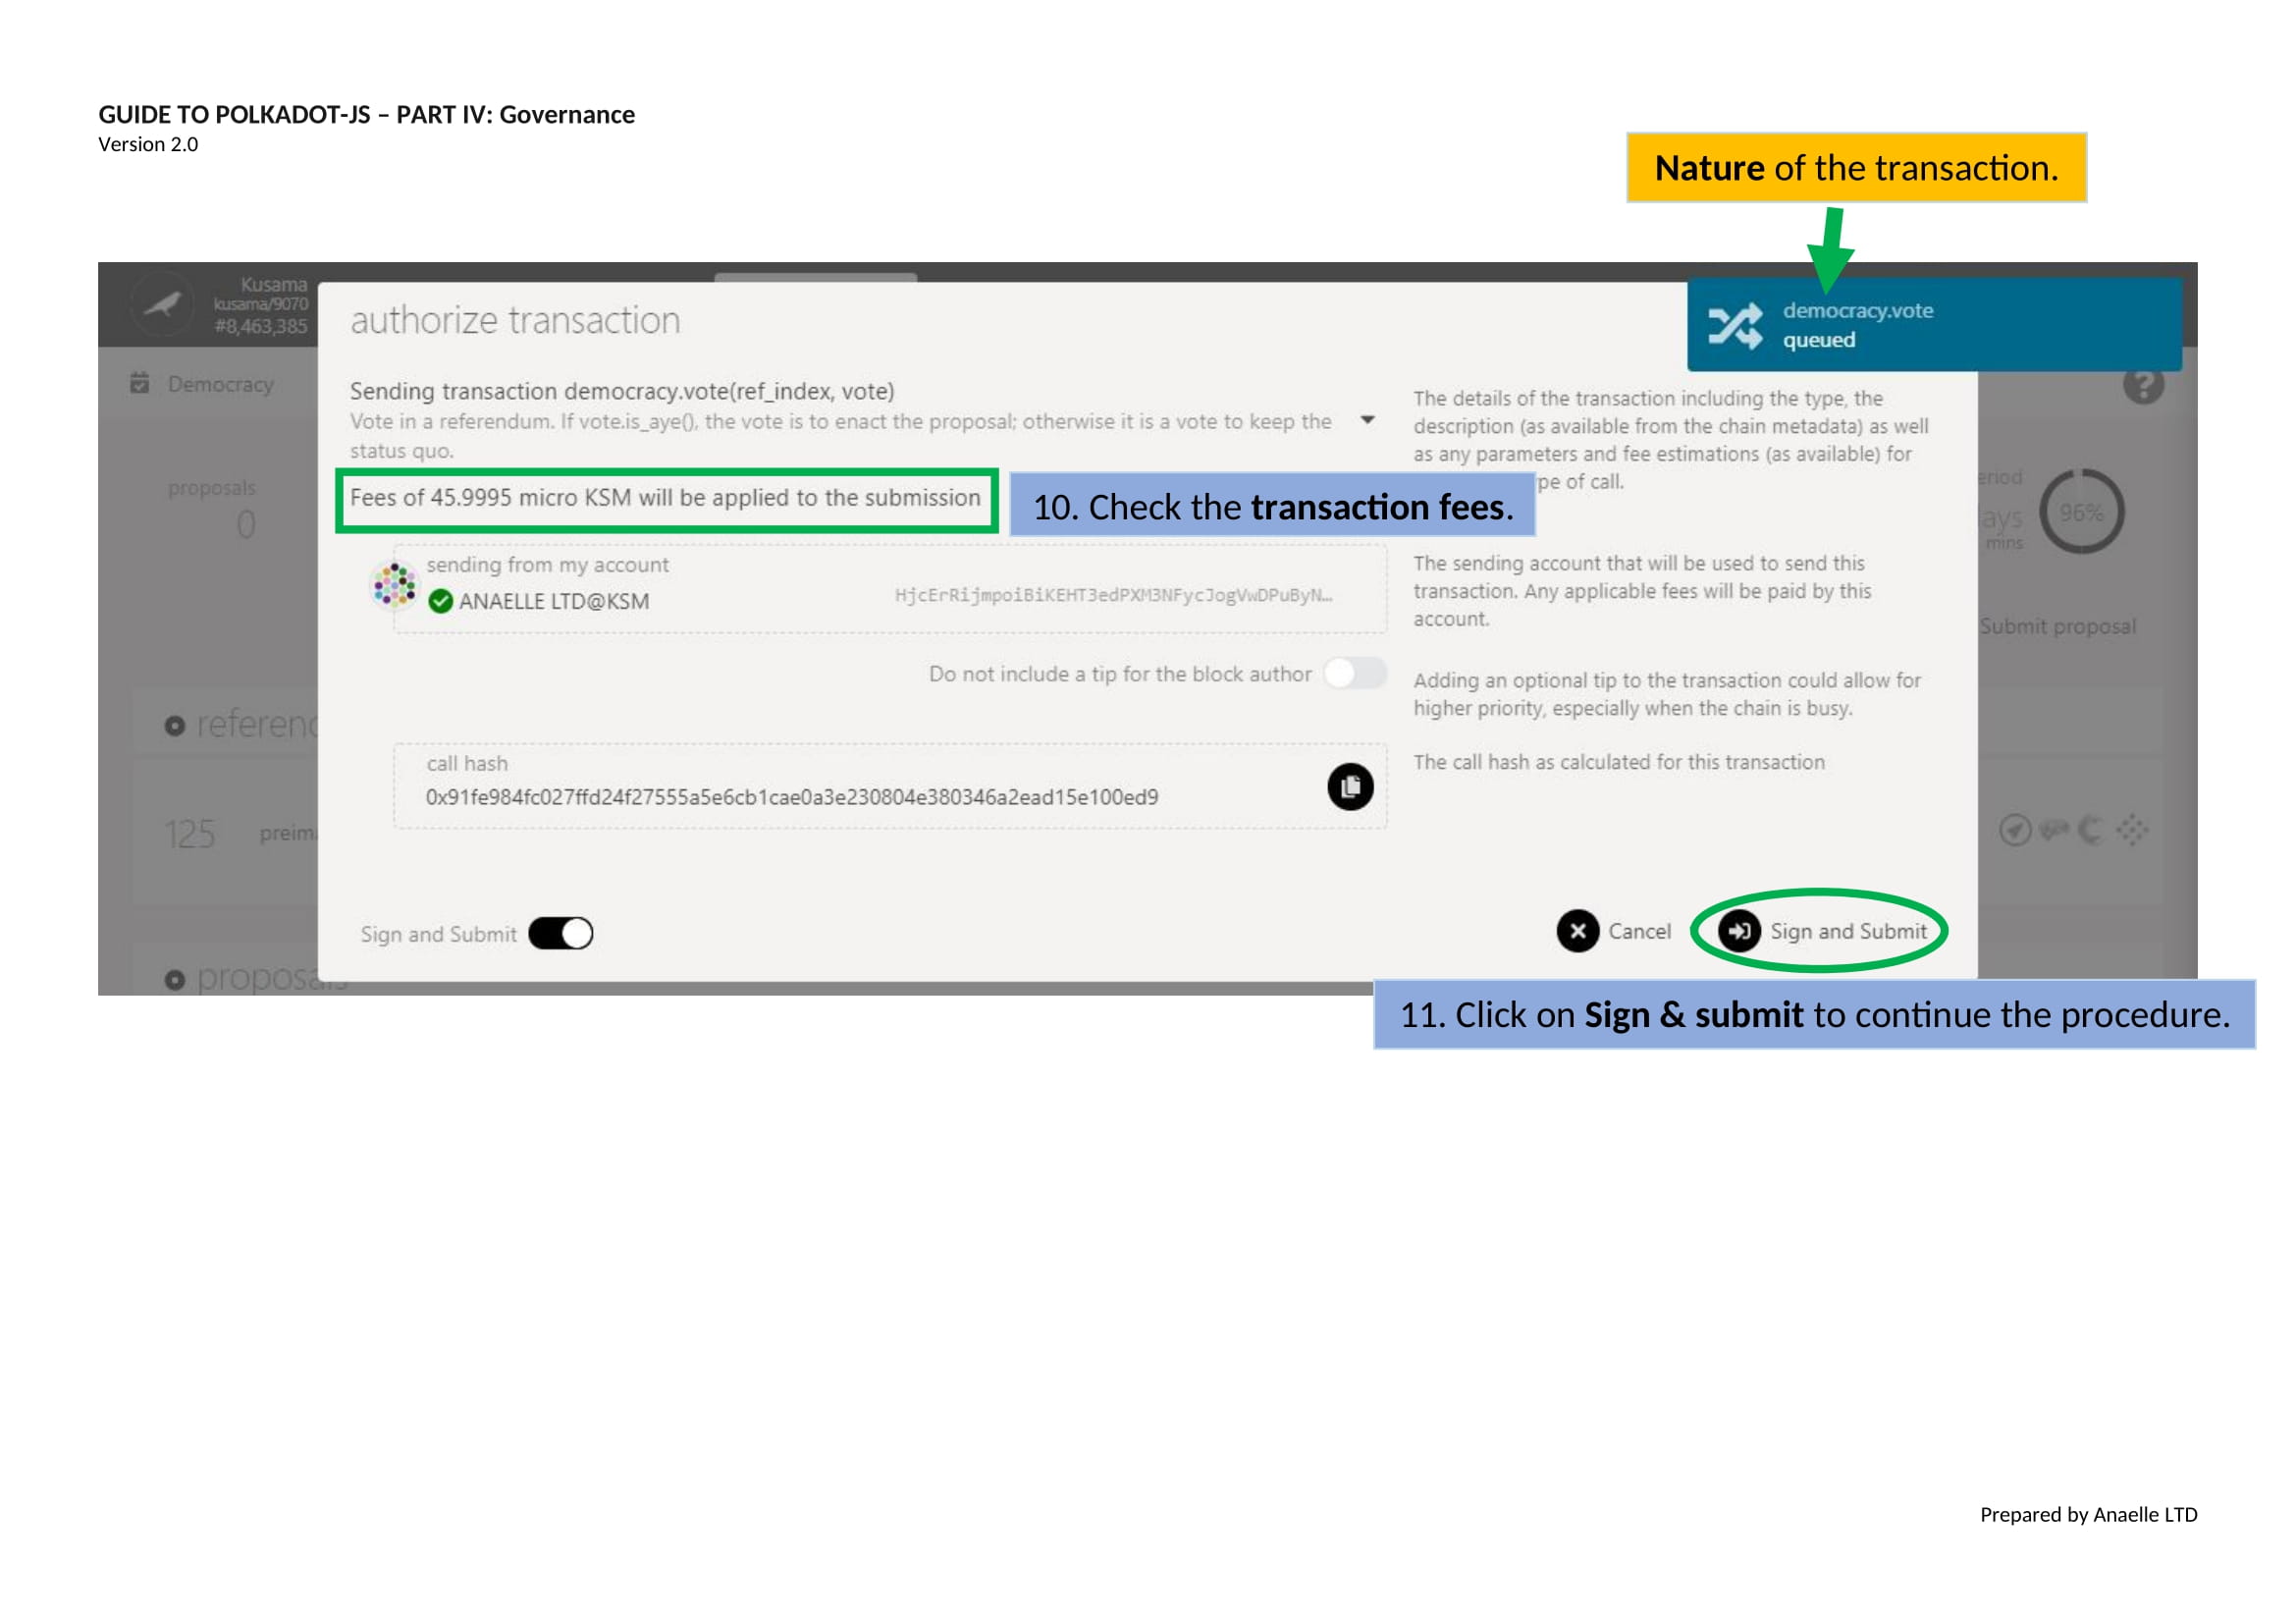 GUIDE TO POLKADOT-JS – PART IV: Governance
Version 2.0
Nature of the transaction.
Kusama
kusama/9070
#8,463,385
authorize transaction
democracy.vote
queued
Democracy
Sending transaction democracy.vote(ref_index, vote)
Vote in a referendum. If vote.is_aye(), the vote is to enact the proposal; otherwise it is a vote to keep the
status quo.
The details of the transaction including the type, the
description (as available from the chain metadata) as well
as any parameters and fee estimations (as available) for
of call.
proposals
0
Fees of 45.9995 micro KSM will be applied to the submission
10. Check the transaction fees.
mins
96%
sending from my account
ANAELLE LTD@KSM
HjcErRijmpoiBiKEHT3edPXM3NFycJogVwDPuByN...
The sending account that will be used to send this
transaction. Any applicable fees will be paid by this
account.
Submit proposal
Do not include a tip for the block author
Adding an optional tip to the transaction could allow for
higher priority, especially when the chain is busy.
call hash
0x91fe984fc027ffd24f27555a5e6cb1cae0a3e230804e380346a2ead15e100ed9
The call hash as calculated for this transaction
125
Sign and Submit
Cancel
Sign and Submit
11. Click on Sign & submit to continue the procedure.
Prepared by Anaelle LTD